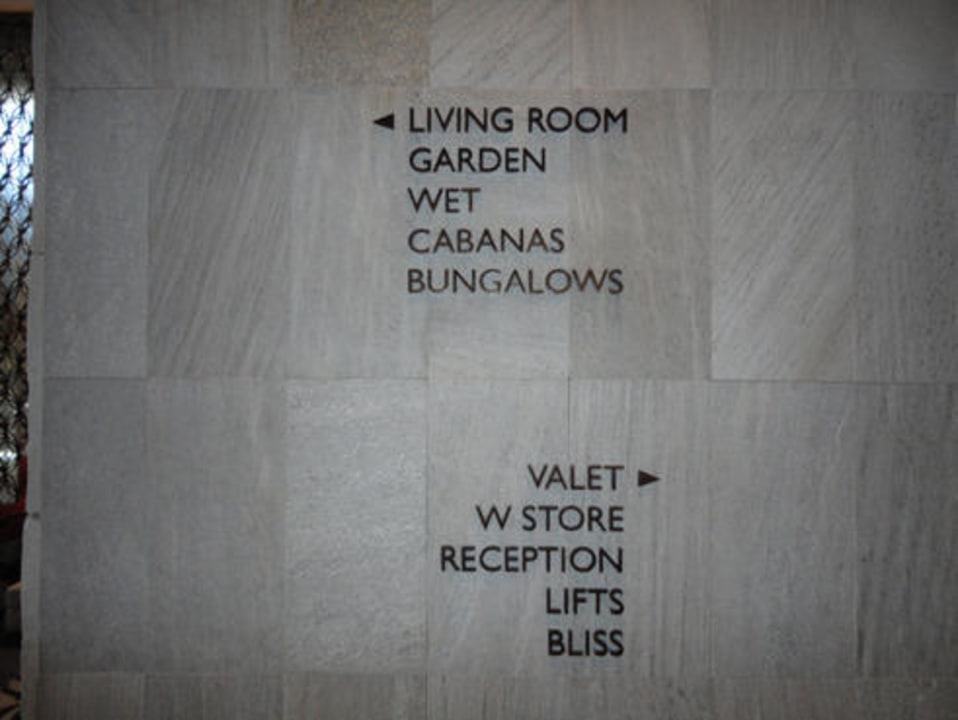 ◄ LIVING ROOM
GARDEN
WET
CABANAS
BUNGALOWS
VALET ►
W STORE
RECEPTION
LIFTS
BLISS